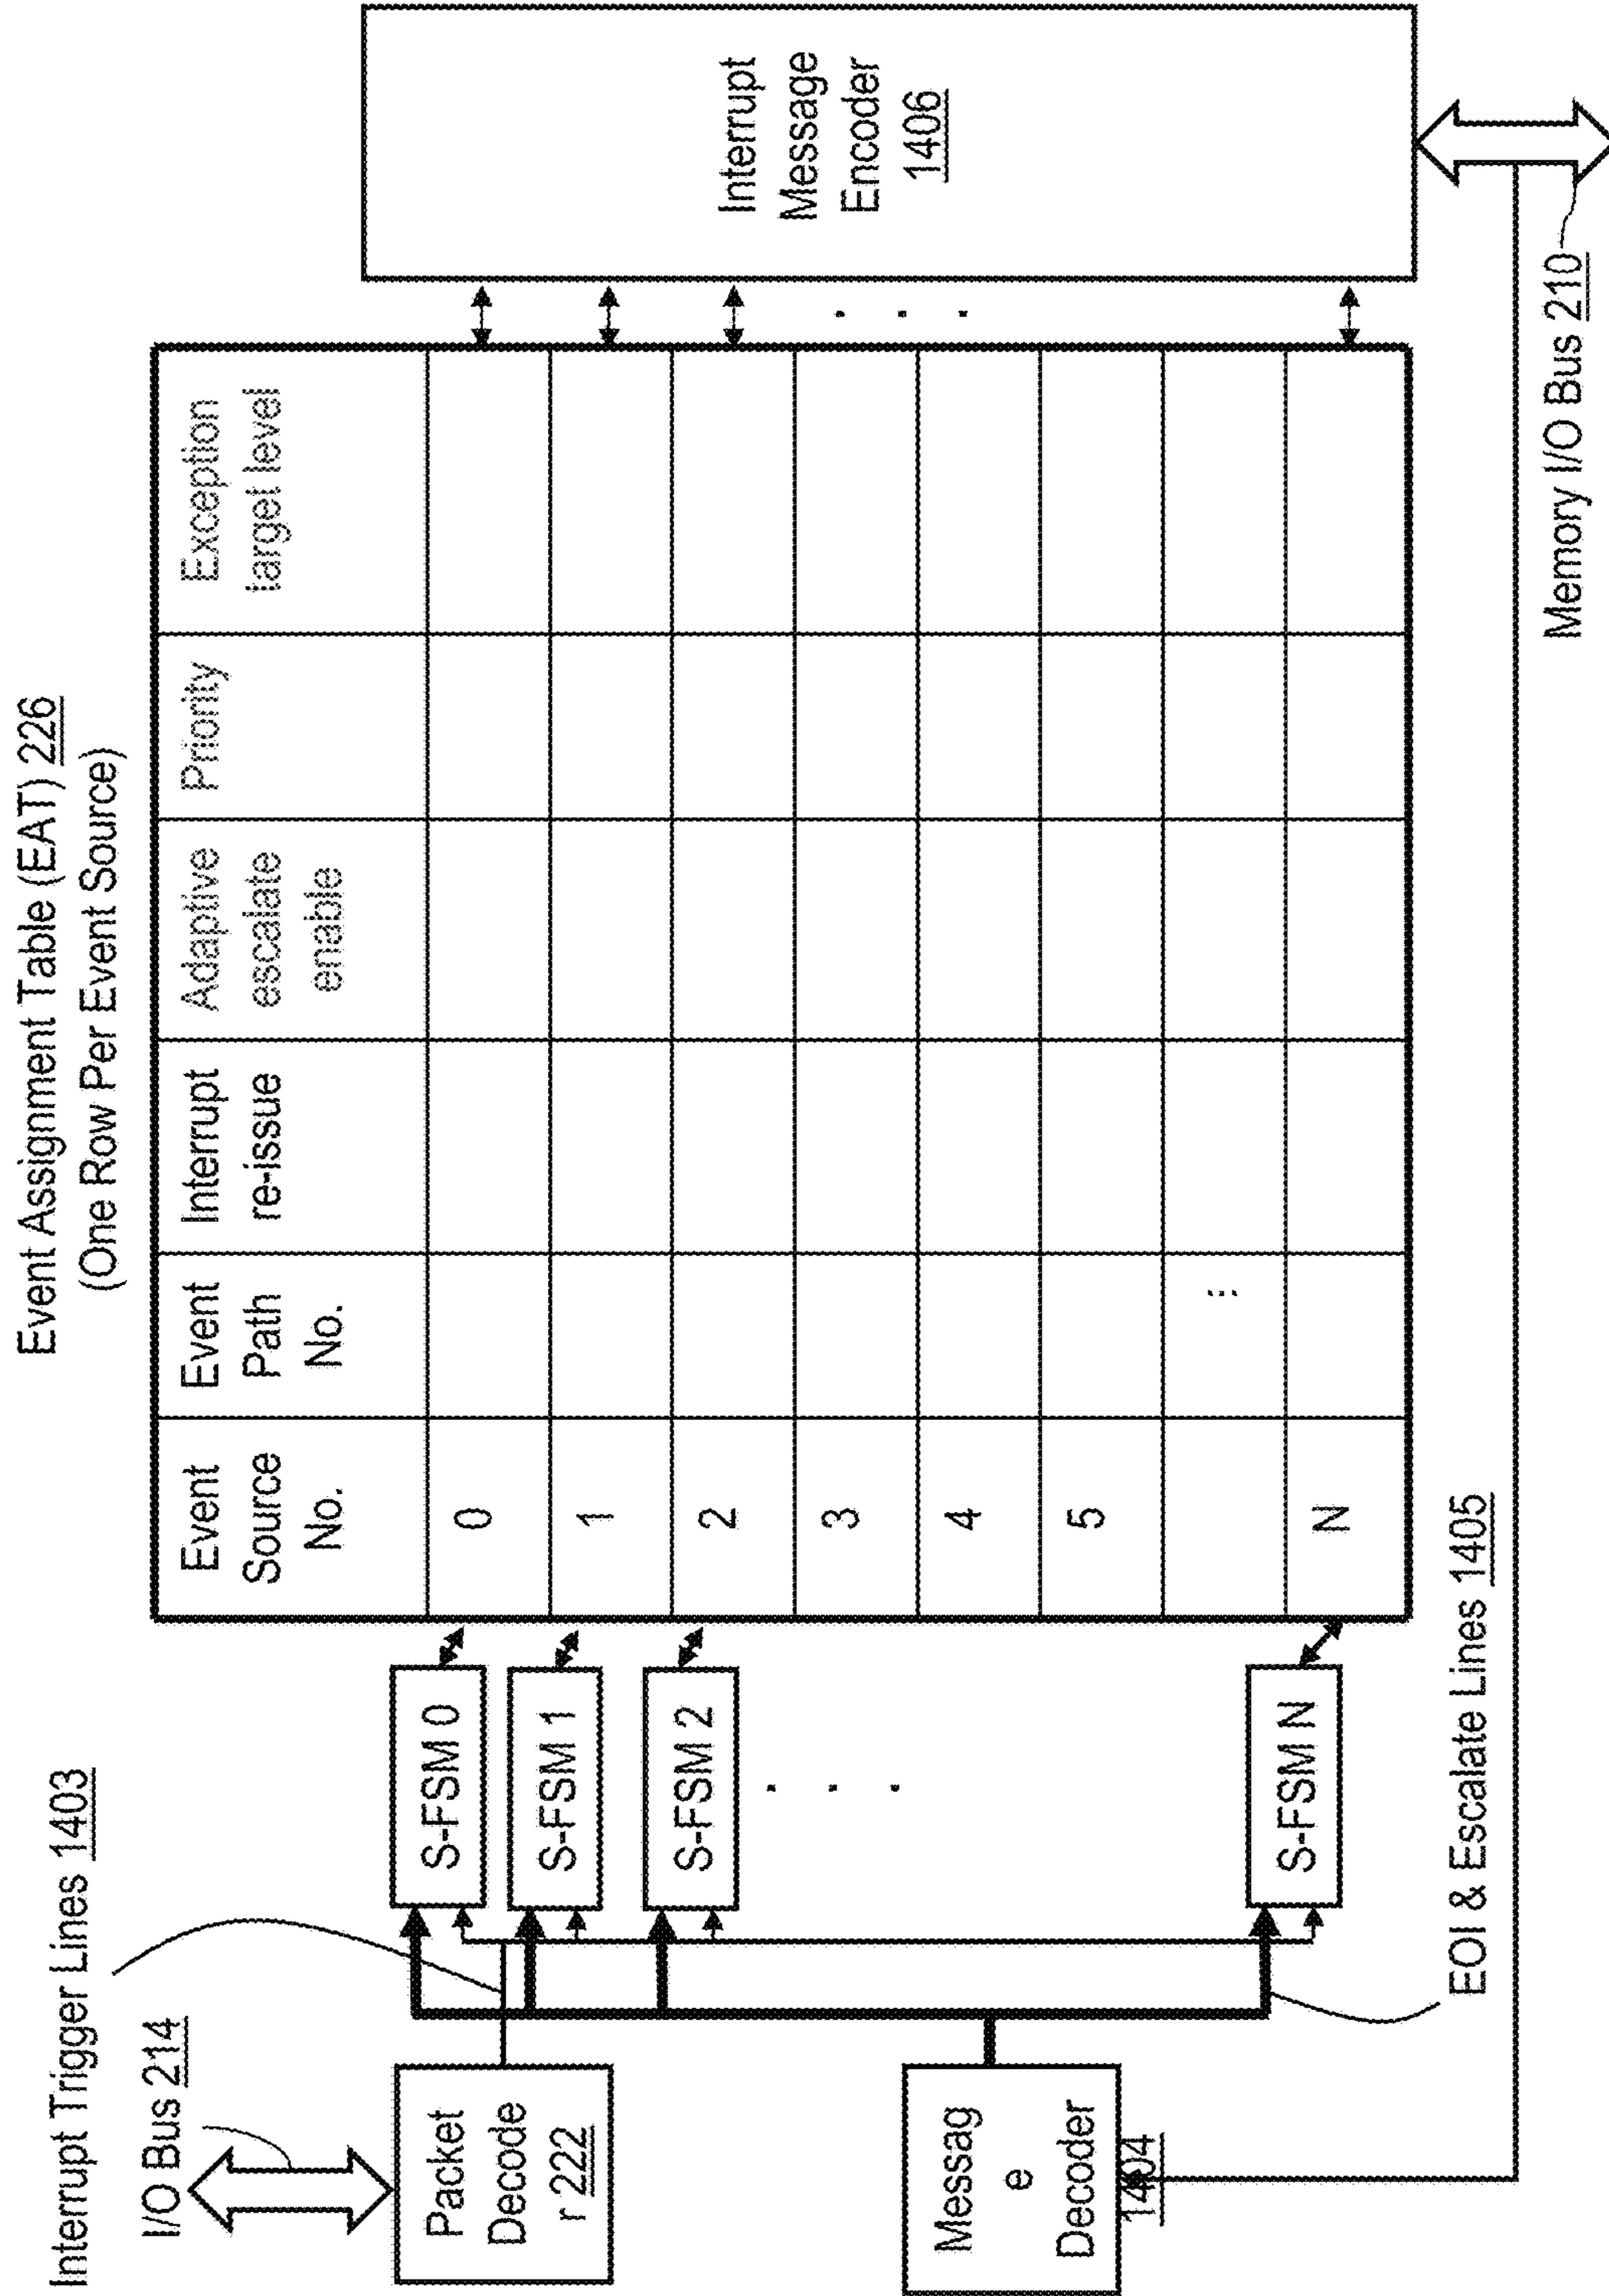 Event Assignment Table (EAT) 226
(One Row Per Event Source)
Interrupt Trigger Lines 1403
I/O Bus 214
Packet
Decode
r 222
Messag
e
Decoder
1404
S-FSM 0
S-FSM 1
S-FSM 2
. . .
S-FSM N
EOI & Escalate Lines 1405
Event
Source
No.
Event
Path
No.
Interrupt
re-issue
Adaptive
escalate
enable
Priority
Exception
target level
0
1
2
3
4
5
...
N
. . .
Interrupt
Message
Encoder
1406
Memory I/O Bus 210